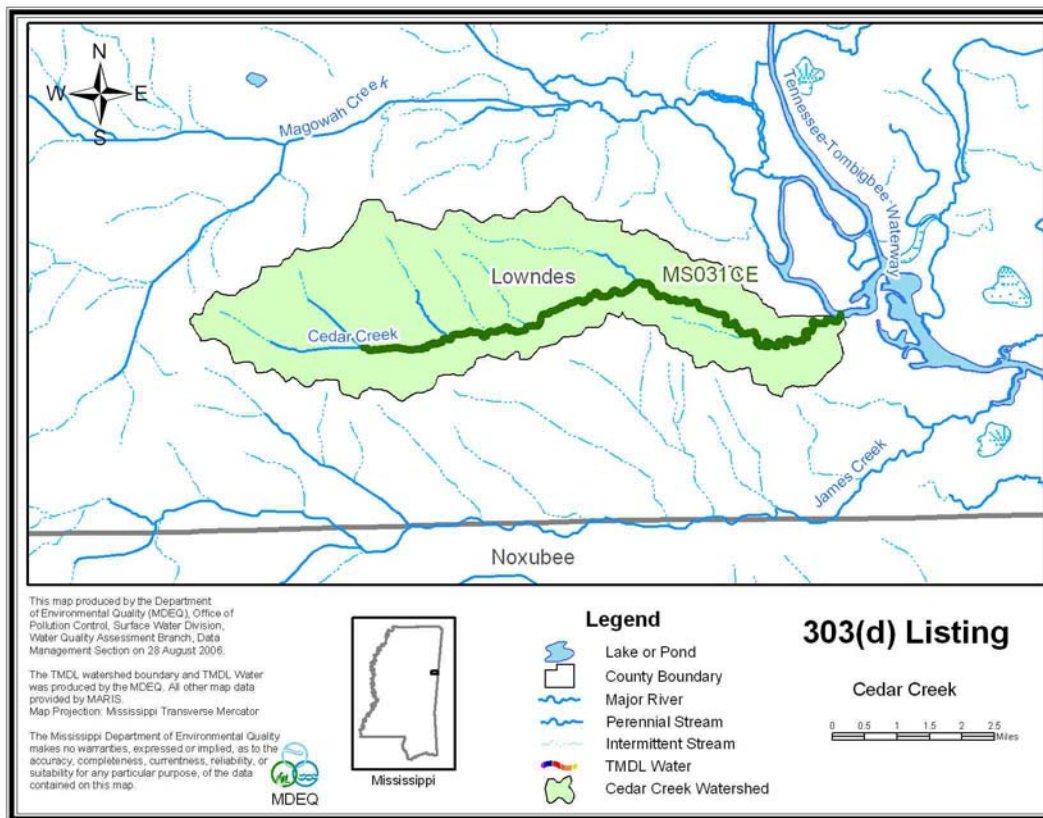 N
W E
S
Magowah Creek
Tennessee-Tombigbee Waterway
Lowndes
MS031CE
Cedar Creek
James Creek
Noxubee
This map produced by the Department
of Environmental Quality (MDEQ), Office of
Pollution Control, Surface Water Division,
Water Quality Assessment Branch, Data
Management Section on 28 August 2006.
The TMDL watershed boundary and TMDL Water
was produced by the MDEQ. All other map data
provided by MARIS.
Map Projection: Mississippi Transverse Mercator
The Mississippi Department of Environmental Quality
makes no warranties, expressed or implied, as to the
accuracy, completeness, currentness, reliability, or
suitability for any particular purpose, of the data
contained on this map.
MDEQ
Mississippi
Legend
Lake or Pond
County Boundary
Major River
Perennial Stream
Intermittent Stream
TMDL Water
Cedar Creek Watershed
303(d) Listing
Cedar Creek
0 0.5 1 1.5 2 2.5
Miles